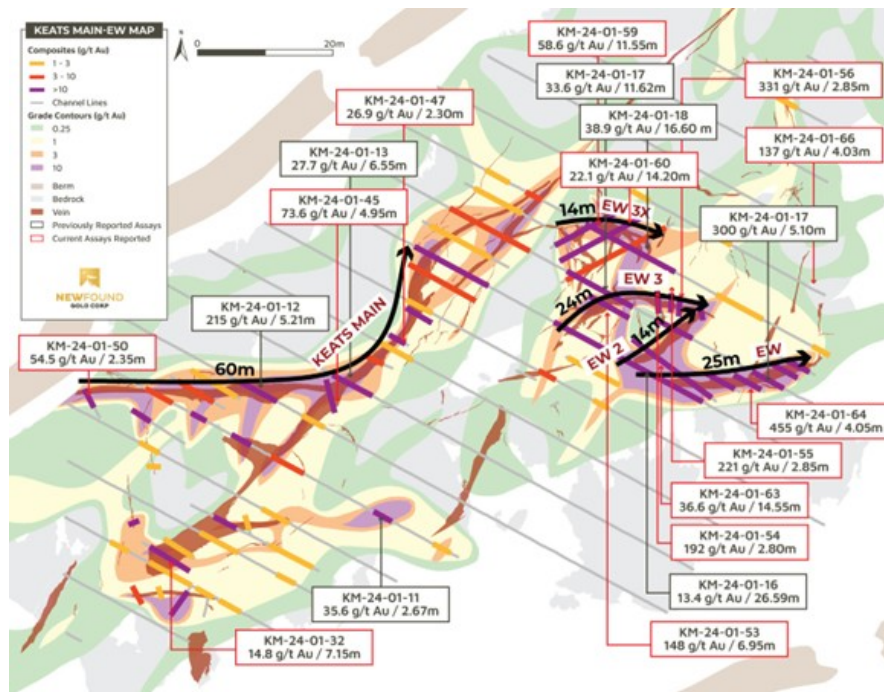 KEATS MAIN-EW MAP
Composites (g/t Au)
1 - 3
3 - 10
>10
Channel Lines
Grade Contours (g/t Au)
0.25
1
3
10
Berm
Bedrock
Vein
Previously Reported Assays
Current Assays Reported
NEWFOUND
GOLD CORP
N
0
20m
KM-24-01-59
58.6 g/t Au / 11.55m
KM-24-01-17
33.6 g/t Au / 11.62m
KM-24-01-18
38.9 g/t Au / 16.60 m
KM-24-01-60
22.1 g/t Au / 14.20m
KM-24-01-56
331 g/t Au / 2.85m
KM-24-01-66
137 g/t Au / 4.03m
KM-24-01-17
300 g/t Au / 5.10m
KM-24-01-47
26.9 g/t Au / 2.30m
KM-24-01-13
27.7 g/t Au / 6.55m
KM-24-01-45
73.6 g/t Au / 4.95m
KM-24-01-12
215 g/t Au / 5.21m
KM-24-01-50
54.5 g/t Au / 2.35m
60m
KEATS MAIN
14m
EW 3X
24m
EW 3
EW 2
14m
25m
EW
KM-24-01-64
455 g/t Au / 4.05m
KM-24-01-55
221 g/t Au / 2.85m
KM-24-01-63
36.6 g/t Au / 14.55m
KM-24-01-54
192 g/t Au / 2.80m
KM-24-01-16
13.4 g/t Au / 26.59m
KM-24-01-53
148 g/t Au / 6.95m
KM-24-01-11
35.6 g/t Au / 2.67m
KM-24-01-32
14.8 g/t Au / 7.15m